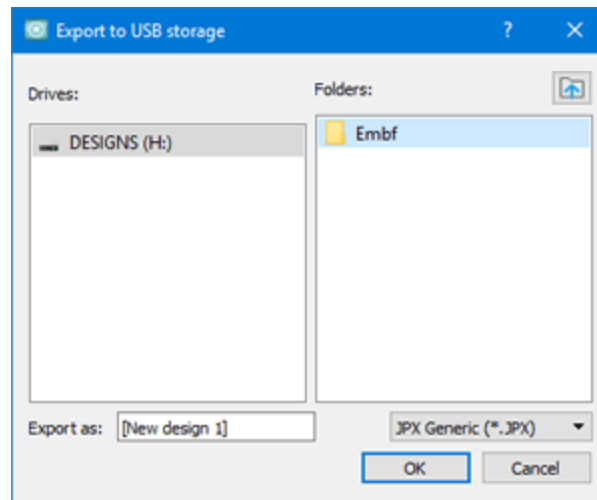 Export to USB storage
?
Drives:
Folders:
DESIGNS (H:)
Embf
Export as:
[New design 1]
JPX Generic (*.JPX)
OK
Cancel